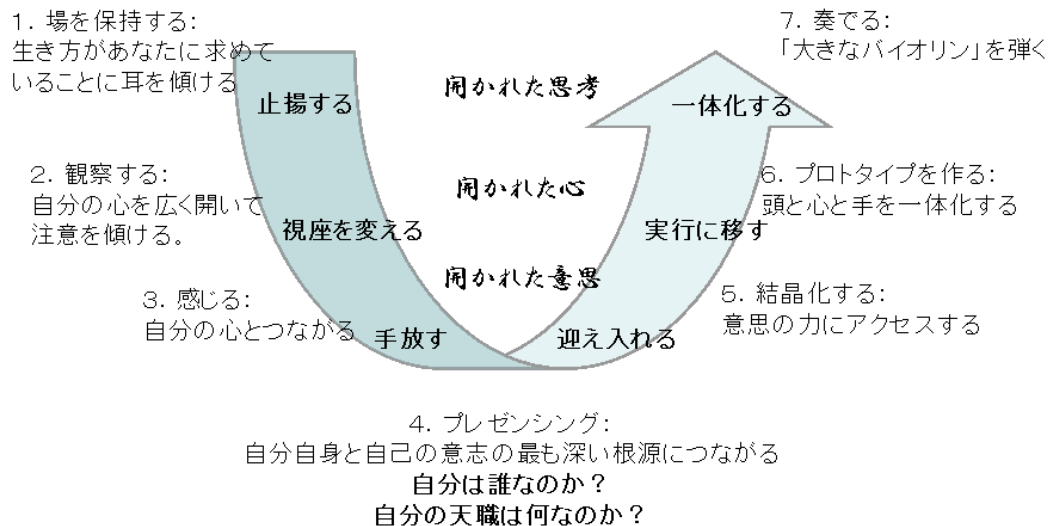 1. 場を保持する:
生き方があなたに求めて
いることに耳を傾ける
止揚する
2. 観察する:
自分の心を広く開いて
注意を傾ける。
視座を変える
3. 感じる:
自分の心とつながる
手放す
開かれた思考
開かれた心
開かれた意思
4. プレゼンシング:
自分自身と自己の意志の最も深い根源につながる
自分は誰なのか?
自分の天職は何なのか?
迎え入れる
5. 結晶化する:
意思の力にアクセスする
実行に移す
6. プロトタイプを作る:
頭と心と手を一体化する
一体化する
7. 奏でる:
「大きなバイオリン」を弾く